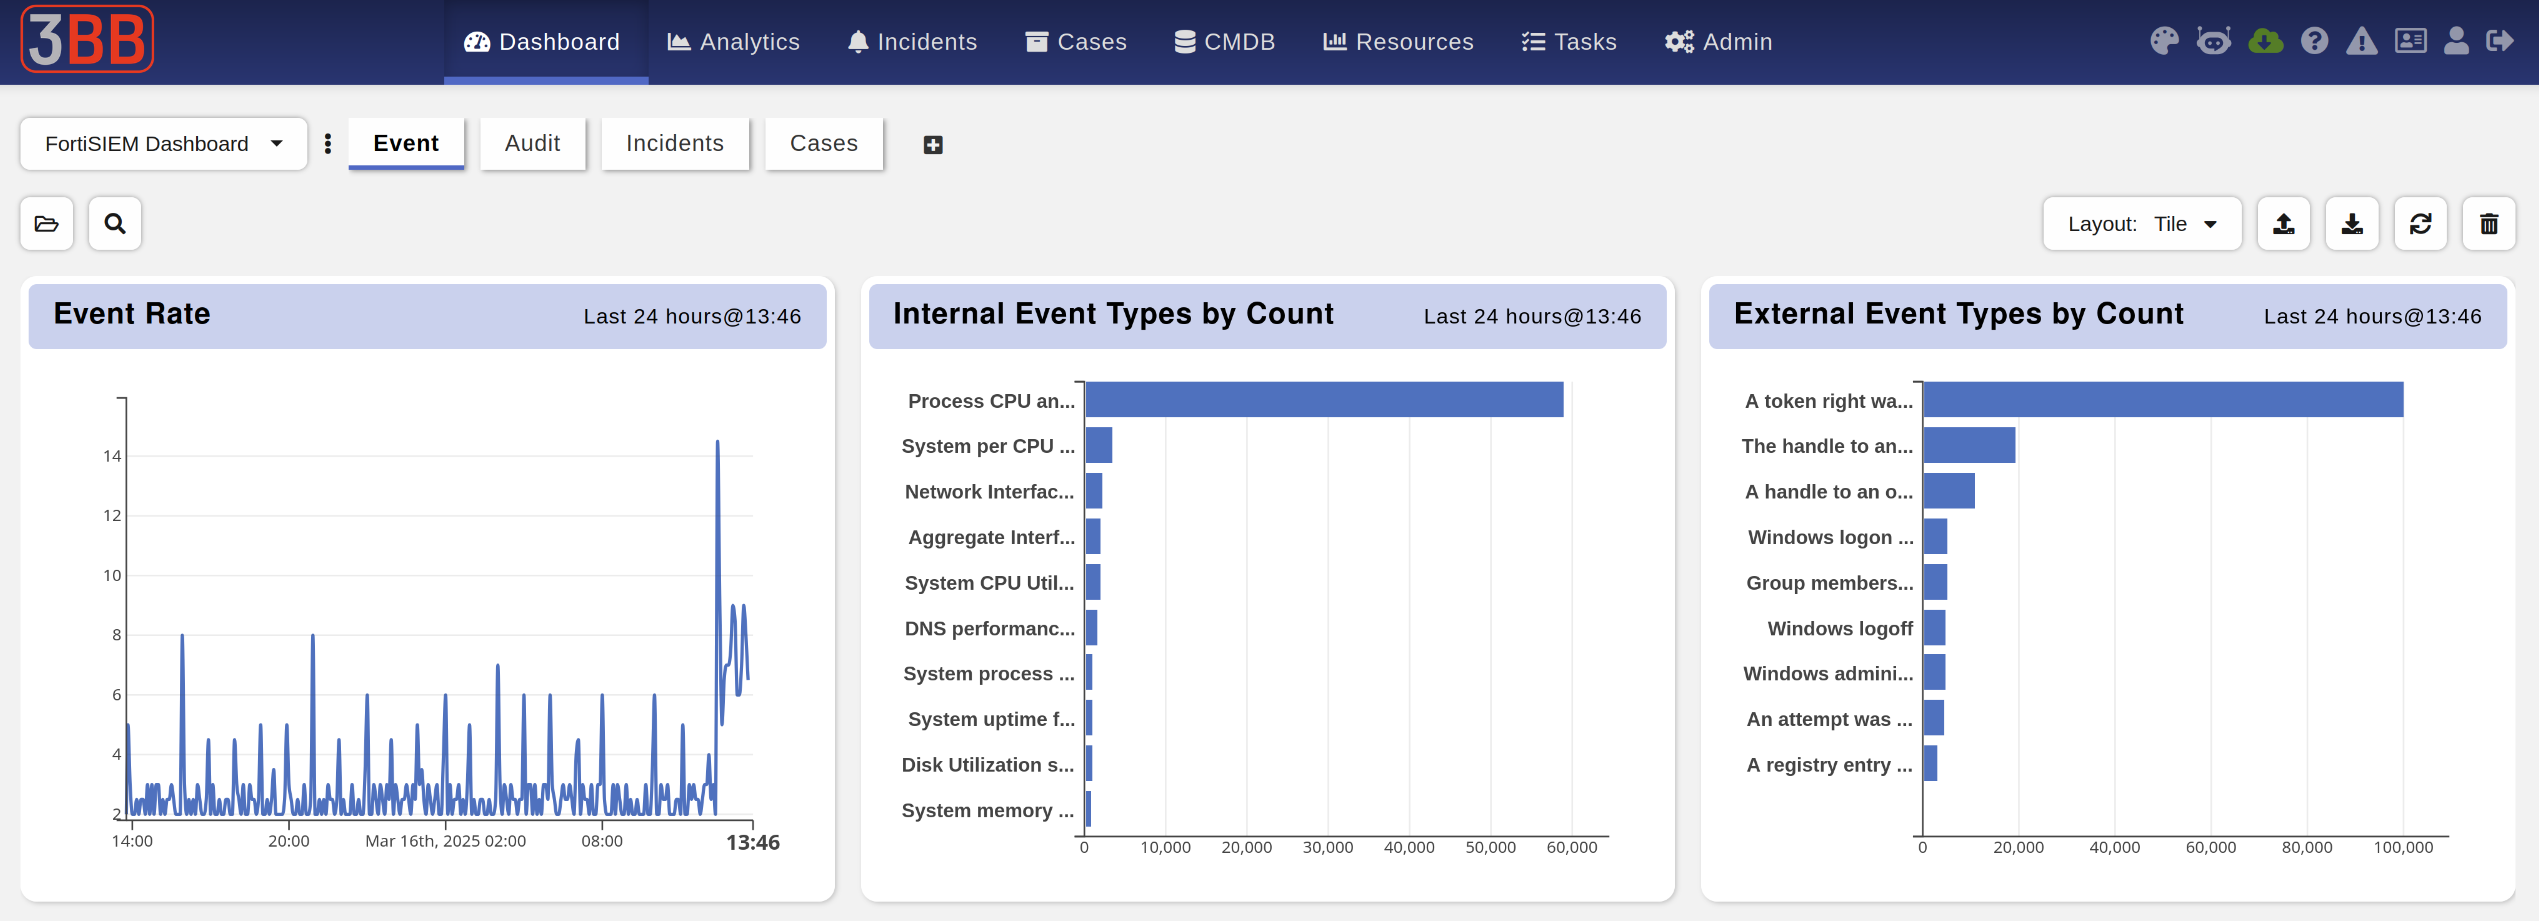 3BB
Dashboard Analytics Incidents Cases CMDB Resources Tasks Admin
FortiSIEM Dashboard Event Audit Incidents Cases
Layout: Tile
Event Rate Last 24 hours@13:46
14
12
10
8
6
4
2
14:00 20:00 Mar 16th, 2025 02:00 08:00 13:46
Internal Event Types by Count Last 24 hours@13:46
Process CPU an...
System per CPU ...
Network Interfac...
Aggregate Interf...
System CPU Util...
DNS performanc...
System process ...
System uptime f...
Disk Utilization s...
System memory ...
0 10,000 20,000 30,000 40,000 50,000 60,000
External Event Types by Count Last 24 hours@13:46
A token right wa...
The handle to an...
A handle to an o...
Windows logon ...
Group members...
Windows logoff
Windows admini...
An attempt was ...
A registry entry ...
0 20,000 40,000 60,000 80,000 100,000